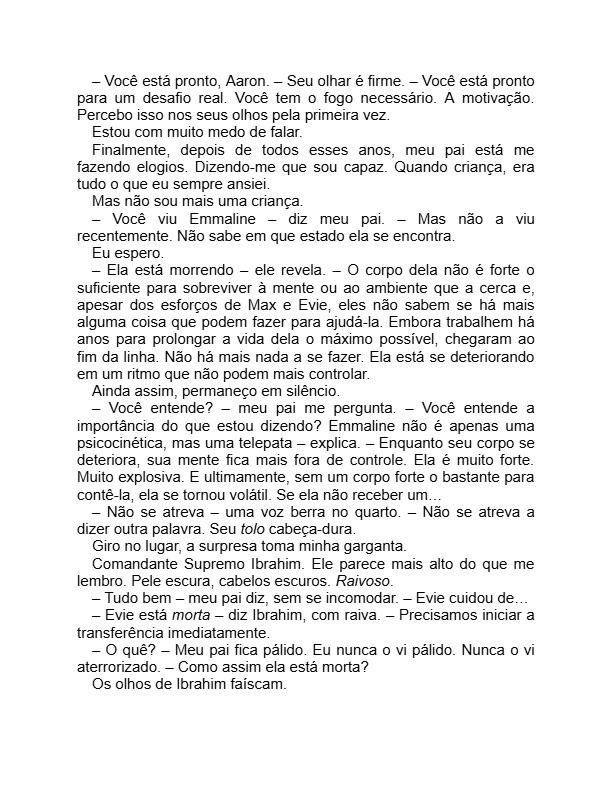 – Você está pronto, Aaron. – Seu olhar é firme. – Você está pronto
para um desafio real. Você tem o fogo necessário. A motivação.
Percebo isso nos seus olhos pela primeira vez.
Estou com muito medo de falar.
Finalmente, depois de todos esses anos, meu pai está me
fazendo elogios. Dizendo-me que sou capaz. Quando criança, era
tudo o que eu sempre ansiei.
Mas não sou mais uma criança.
– Você viu Emmaline – diz meu pai. – Mas não a viu
recentemente. Não sabe em que estado ela se encontra.
Eu espero.
– Ela está morrendo – ele revela. – O corpo dela não é forte o
suficiente para sobreviver à mente ou ao ambiente que a cerca e,
apesar dos esforços de Max e Evie, eles não sabem se há mais
alguma coisa que podem fazer para ajudá-la. Embora trabalhem há
anos para prolongar a vida dela o máximo possível, chegaram ao
fim da linha. Não há mais nada a se fazer. Ela está se deteriorando
em um ritmo que não podem mais controlar.
Ainda assim, permaneço em silêncio.
– Você entende? – meu pai me pergunta. – Você entende a
importância do que estou dizendo? Emmaline não é apenas uma
psicocinética, mas uma telepata – explica. – Enquanto seu corpo se
deteriora, sua mente fica mais fora de controle. Ela é muito forte.
Muito explosiva. E ultimamente, sem um corpo forte o bastante para
contê-la, ela se tornou volátil. Se ela não receber um…
– Não se atreva – uma voz berra no quarto. – Não se atreva a
dizer outra palavra. Seu tolo cabeça-dura.
Giro no lugar, a surpresa toma minha garganta.
Comandante Supremo Ibrahim. Ele parece mais alto do que me
lembro. Pele escura, cabelos escuros. Raivoso.
– Tudo bem – meu pai diz, sem se incomodar. – Evie cuidou de…
– Evie está morta – diz Ibrahim, com raiva. – Precisamos iniciar a
transferência imediatamente.
– O quê? – Meu pai fica pálido. Eu nunca o vi pálido. Nunca o vi
aterrorizado. – Como assim ela está morta?
Os olhos de Ibrahim faíscam.